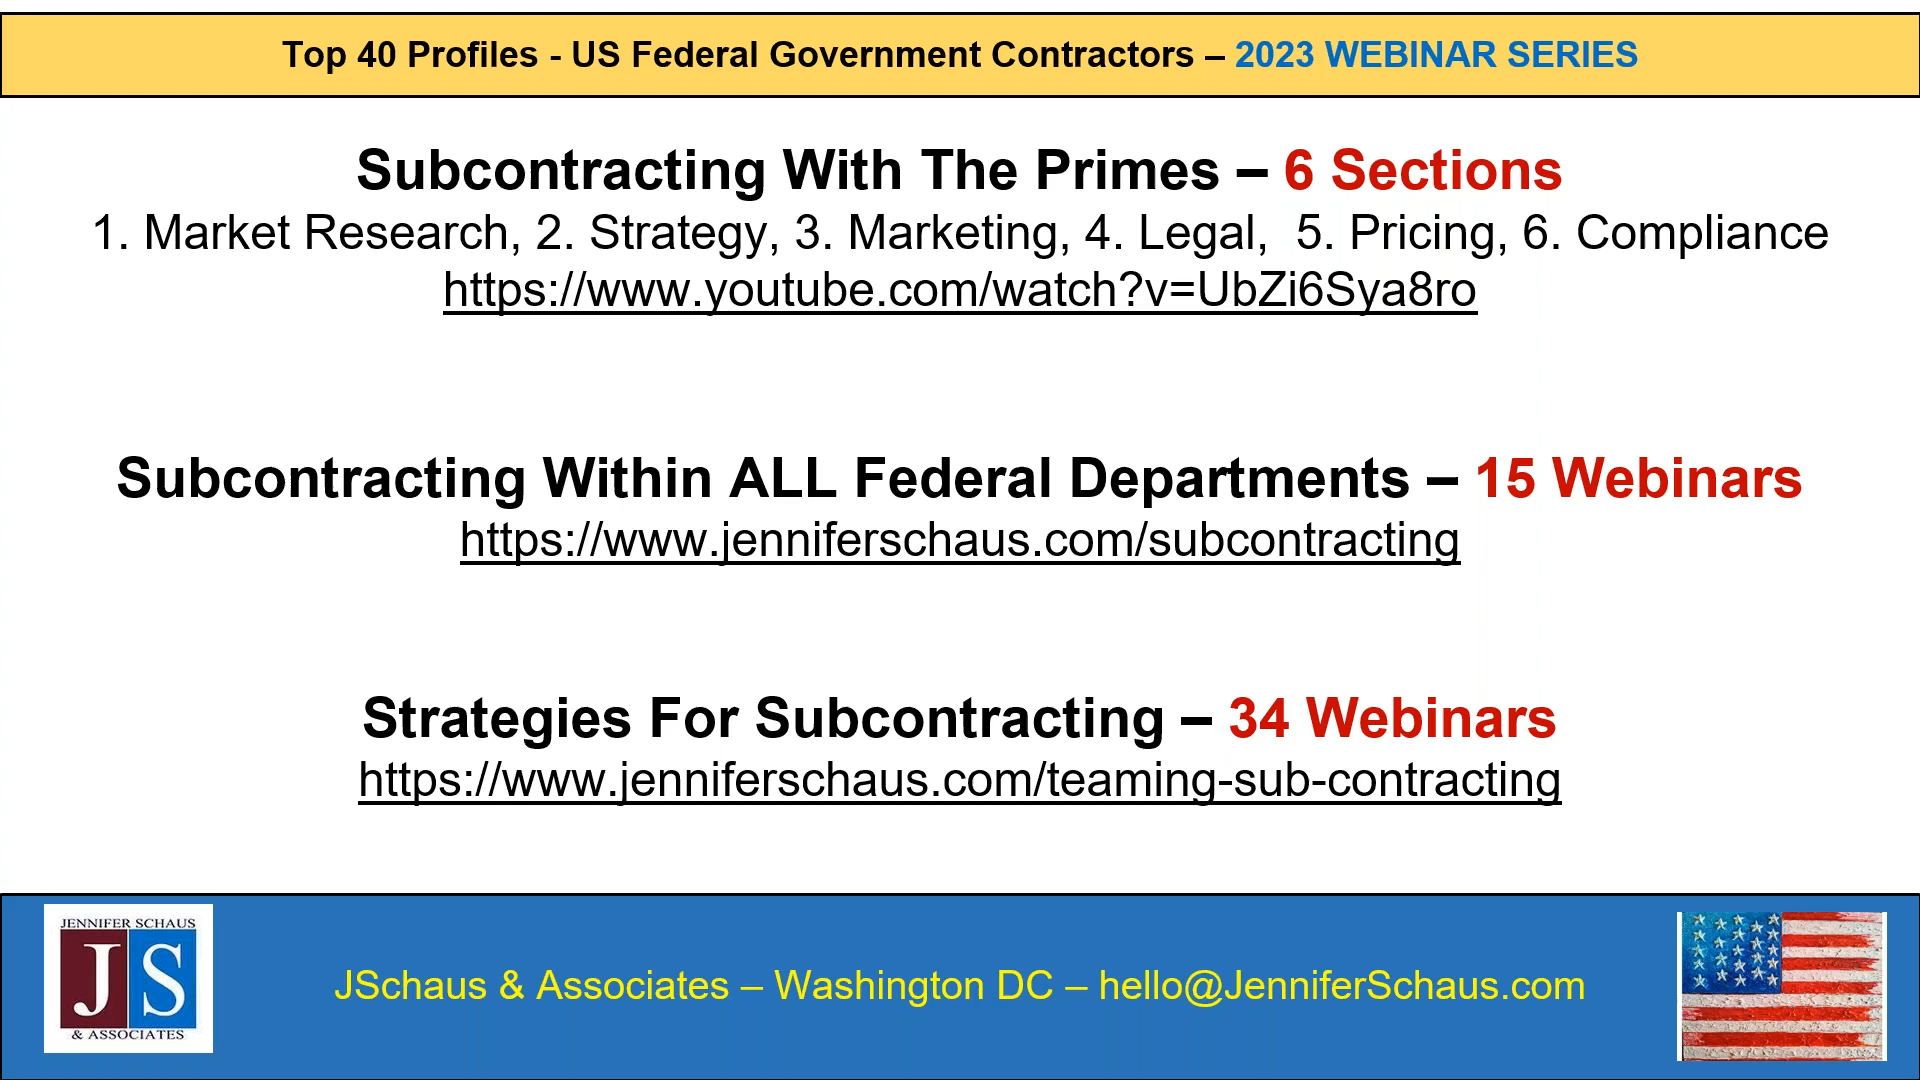 Top 40 Profiles - US Federal Government Contractors – 2023 WEBINAR SERIES
Subcontracting With The Primes – 6 Sections
1. Market Research, 2. Strategy, 3. Marketing, 4. Legal,  5. Pricing, 6. Compliance
https://www.youtube.com/watch?v=UbZi6Sya8ro
Subcontracting Within ALL Federal Departments – 15 Webinars
https://www.jenniferschaus.com/subcontracting
Strategies For Subcontracting – 34 Webinars
https://www.jenniferschaus.com/teaming-sub-contracting
JENNIFER SCHAUS
JS
& ASSOCIATES
JSchaus & Associates – Washington DC – hello@JenniferSchaus.com